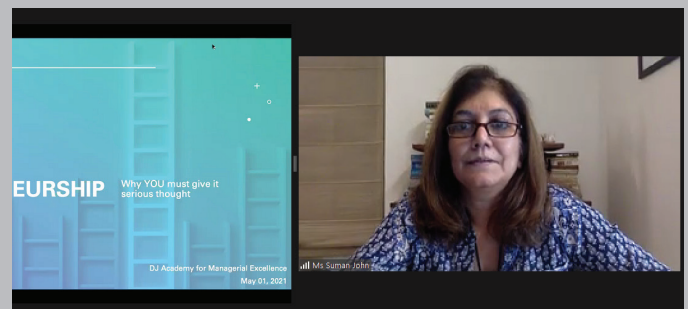 EURSHIP
Why YOU must give it
serious thought
DJ Academy for Managerial Excellence
May 01, 2021
Ms Suman John